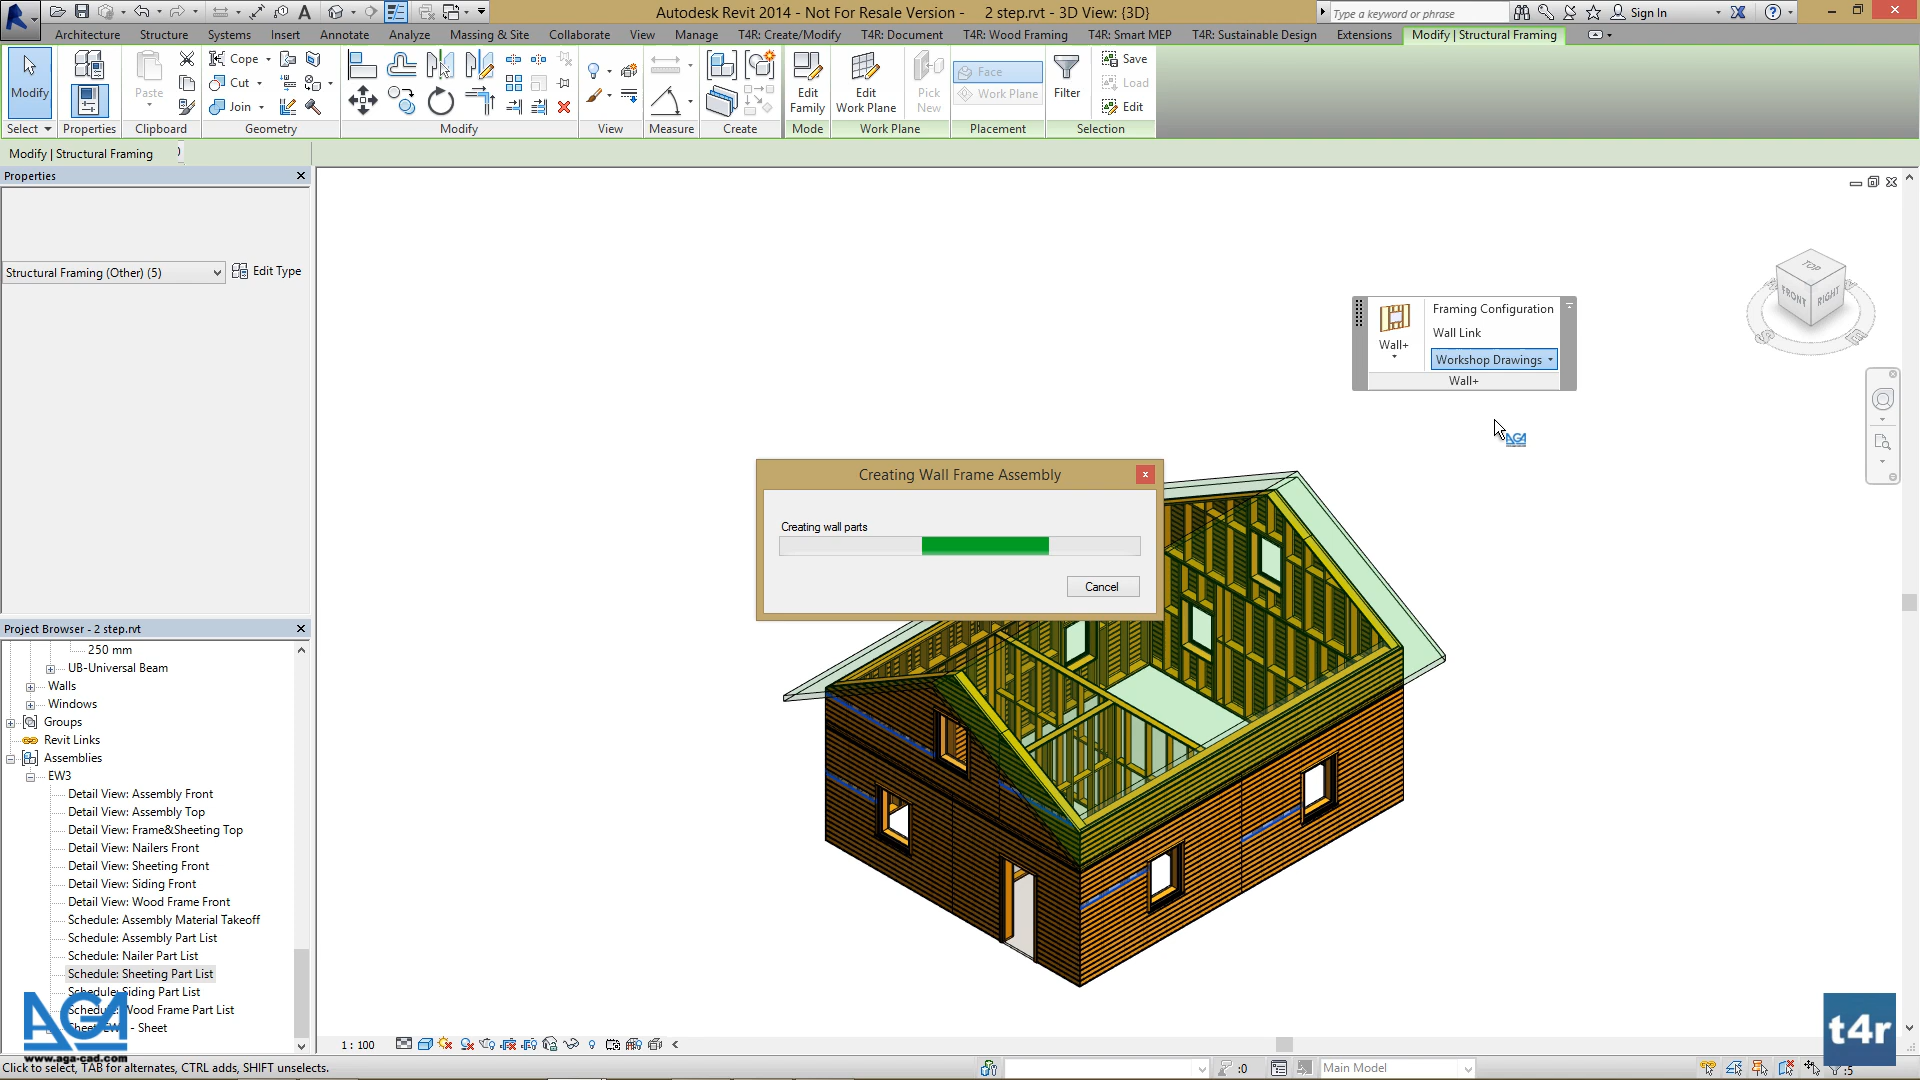 Autodesk Revit 2014 - Not For Resale Version - 2 step.rvt - 3D View: {3D}
Type a keyword or phrase
Sign In
Architecture Structure Systems Insert Annotate Analyze Massing & Site Collaborate View Manage T4R: Create/Modify T4R: Document T4R: Wood Framing T4R: Smart MEP T4R: Sustainable Design Extensions Modify | Structural Framing
Modify
Paste
Cope
Cut
Join
Edit Family
Edit Work Plane
Pick New
Face
Work Plane
Filter
Save
Load
Edit
Select Properties Clipboard Geometry Modify View Measure Create Mode Work Plane Placement Selection
Modify | Structural Framing
Properties
Structural Framing (Other) (5)
Edit Type
Project Browser - 2 step.rvt
250 mm
UB-Universal Beam
Walls
Windows
Groups
Revit Links
Assemblies
EW3
Detail View: Assembly Front
Detail View: Assembly Top
Detail View: Frame&Sheeting Top
Detail View: Nailers Front
Detail View: Sheeting Front
Detail View: Siding Front
Detail View: Wood Frame Front
Schedule: Assembly Material Takeoff
Schedule: Assembly Part List
Schedule: Nailer Part List
Schedule: Sheeting Part List
Schedule: Siding Part List
Schedule: Wood Frame Part List
- Sheet
AGA
www.aga-cad.com
Framing Configuration
Wall Link
Workshop Drawings
Wall+
Wall+
TOP
FRONT
RIGHT
AGA
Creating Wall Frame Assembly
Creating wall parts
Cancel
1 : 100
t4r
Click to select, TAB for alternates, CTRL adds, SHIFT unselects.
:0
Main Model
:5